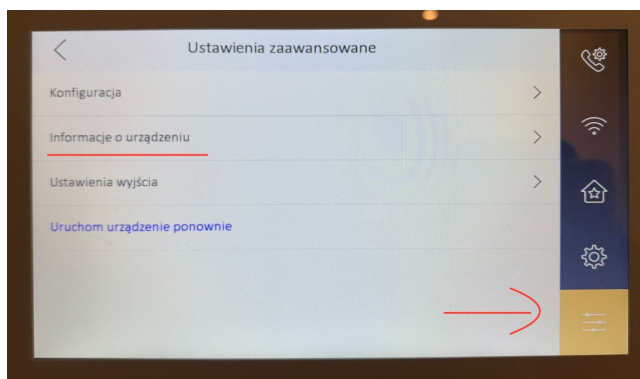 Ustawienia zaawansowane
Konfiguracja
Informacje o urządzeniu
Ustawienia wyjścia
Uruchom urządzenie ponownie